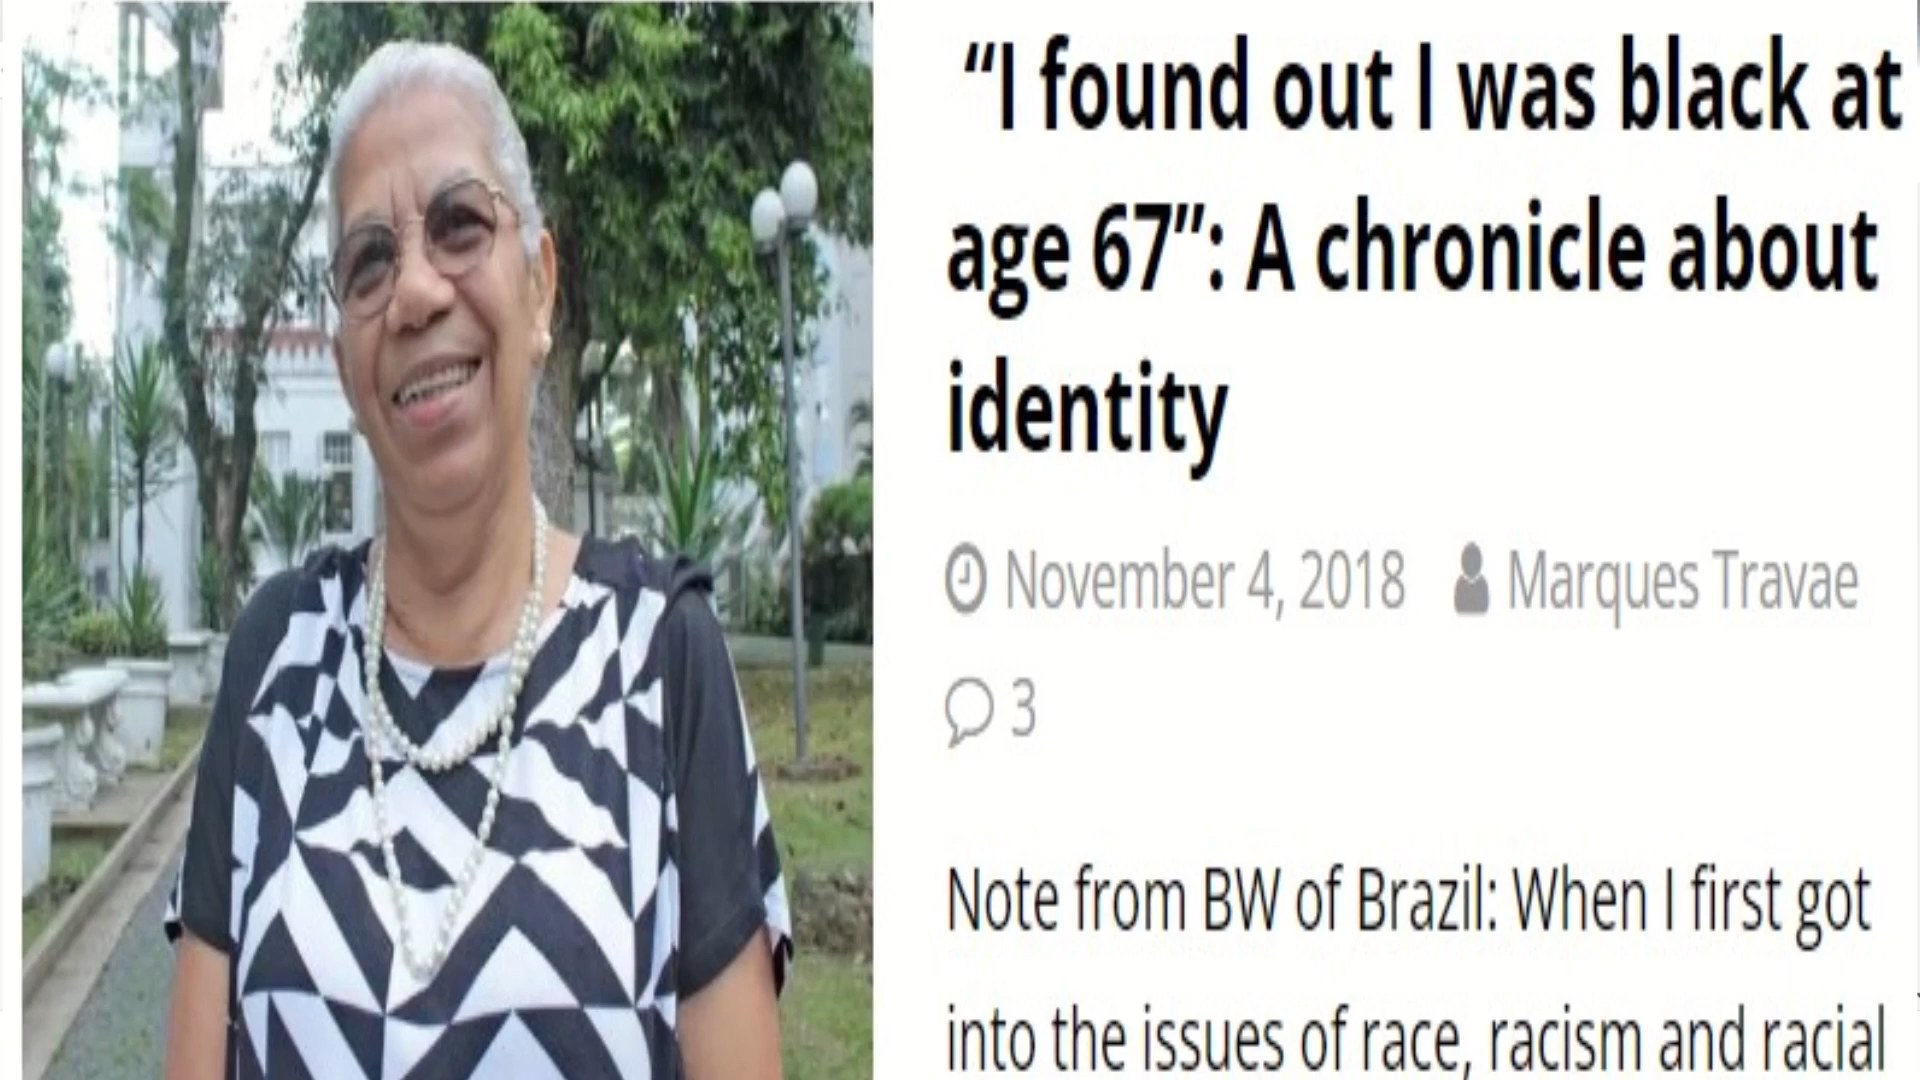 “I found out I was black at
age 67”: A chronicle about
identity
November 4, 2018 Marques Travae
3
Note from BW of Brazil: When I first got
into the issues of race, racism and racial